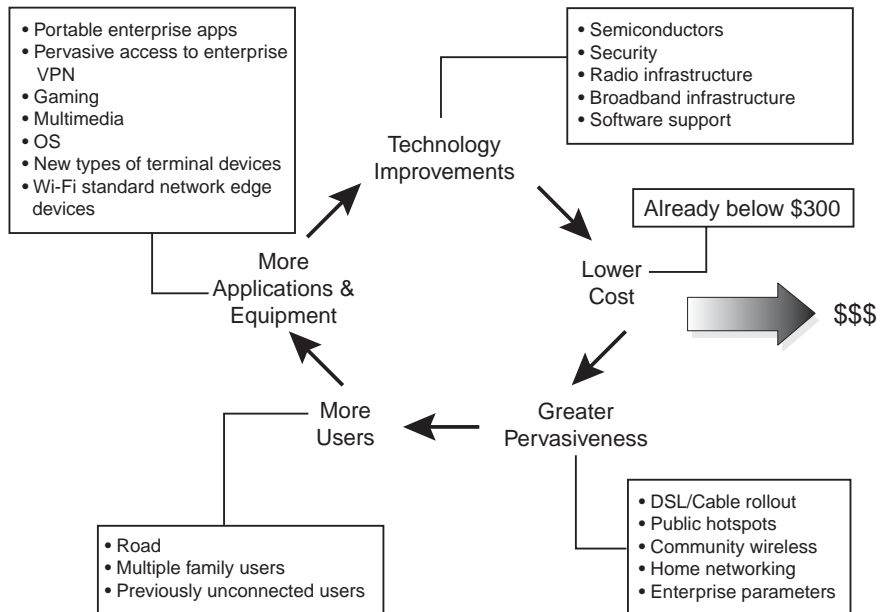 • Portable enterprise apps
• Pervasive access to enterprise
VPN
• Gaming
• Multimedia
• OS
• New types of terminal devices
• Wi-Fi standard network edge
devices
• Semiconductors
• Security
• Radio infrastructure
• Broadband infrastructure
• Software support
Technology
Improvements
Already below $300
Lower
Cost
$$$
More
Applications &
Equipment
More
Users
Greater
Pervasiveness
• Road
• Multiple family users
• Previously unconnected users
• DSL/Cable rollout
• Public hotspots
• Community wireless
• Home networking
• Enterprise parameters